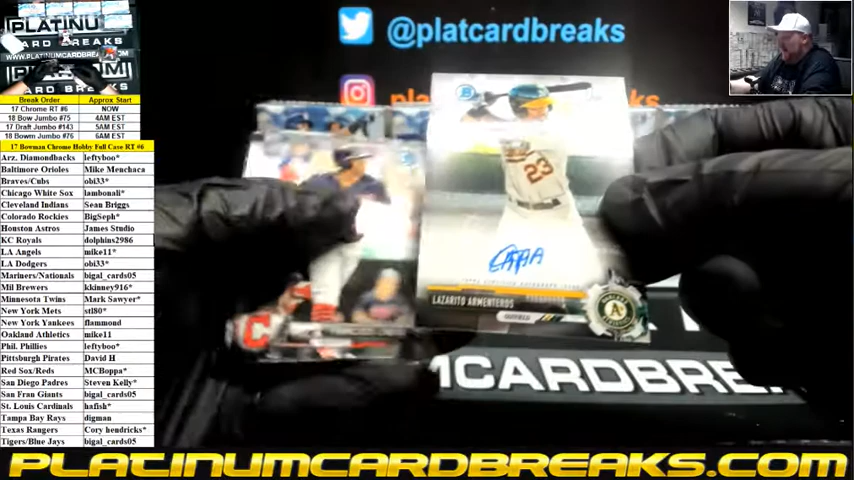 PLATINU
ARD BREAKS
WWW.PLATINUMCARDBREAKS.COM
@platcardbreaks
Break Order Approx Start
17 Chrome RT #6 NOW
18 Bow Jumbo #75 4AM EST
17 Draft Jumbo #143 5AM EST
18 Bowm Jumbo #76 6AM EST
17 Bowman Chrome Hobby Full Case RT #6
Arz. Diamondbacks leftyboo*
Baltimore Orioles Mike Menchaca
Braves/Cubs obi33*
Chicago White Sox lambonali*
Cleveland Indians Sean Briggs
Colorado Rockies BigSeph*
Houston Astros James Studio
KC Royals dolphins2986
LA Angels mike11*
LA Dodgers obi33*
Mariners/Nationals bigal_cards05
Mil Brewers kkinney916*
Minnesota Twins Mark Sawyer*
New York Mets stl80*
New York Yankees flammond
Oakland Athletics mike11
Phil. Phillies leftyboo*
Pittsburgh Pirates David H
Red Sox/Reds MCBoppa*
San Diego Padres Steven Kelly*
San Fran Giants bigal_cards05
St. Louis Cardinals hafish*
Tampa Bay Rays digman
Texas Rangers Cory hendricks*
Tigers/Blue Jays bigal_cards05
23
LAZARITO ARMENTEROS
OUTFIELD
A's
C
MCARDBREA
PLATINUMCARDBREAKS.COM